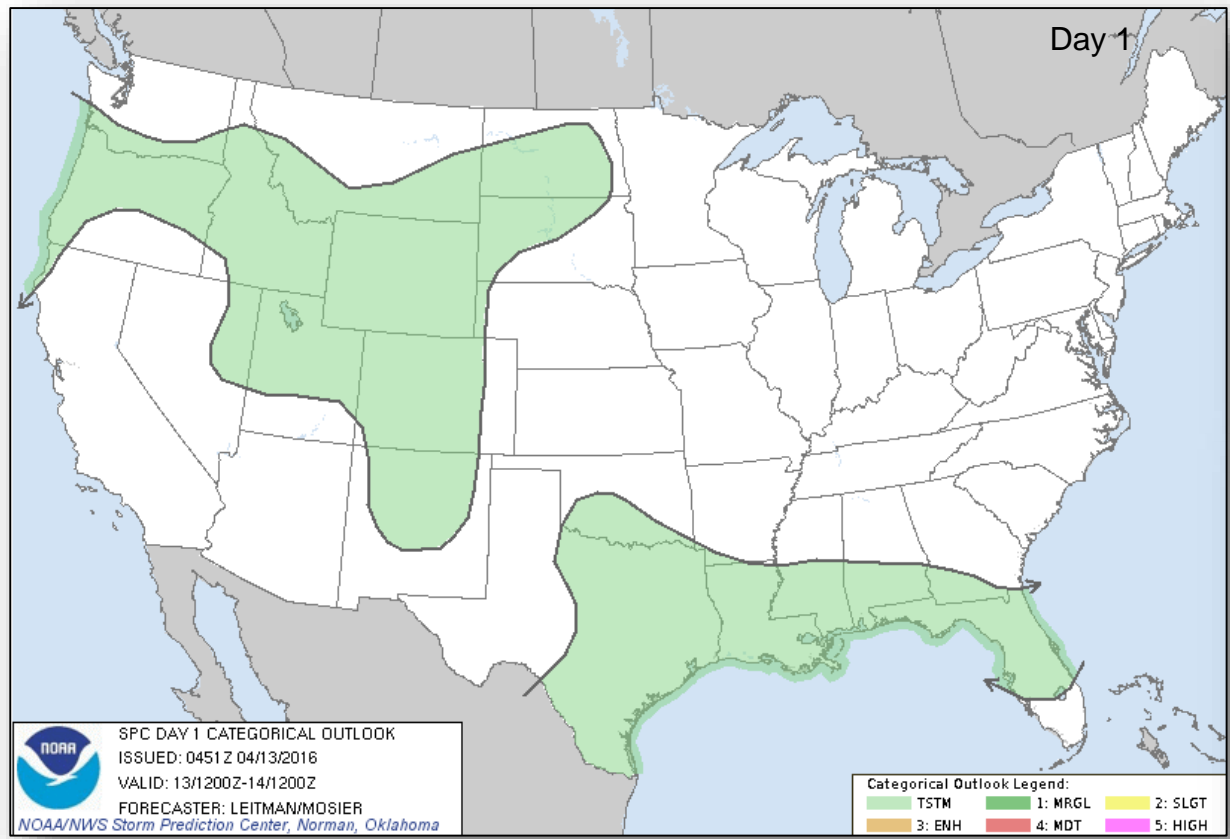 Day 1
SPC DAY 1 CATEGORICAL OUTLOOK
ISSUED: 0451Z 04/13/2016
VALID: 13/1200Z-14/1200Z
FORECASTER: LEITMAN/MOSIER
NOAA
NOAA/NWS Storm Prediction Center, Norman, Oklahoma
Categorical Outlook Legend:
TSTM 1: MRGL 2: SLGT
3: ENH 4: MDT 5: HIGH